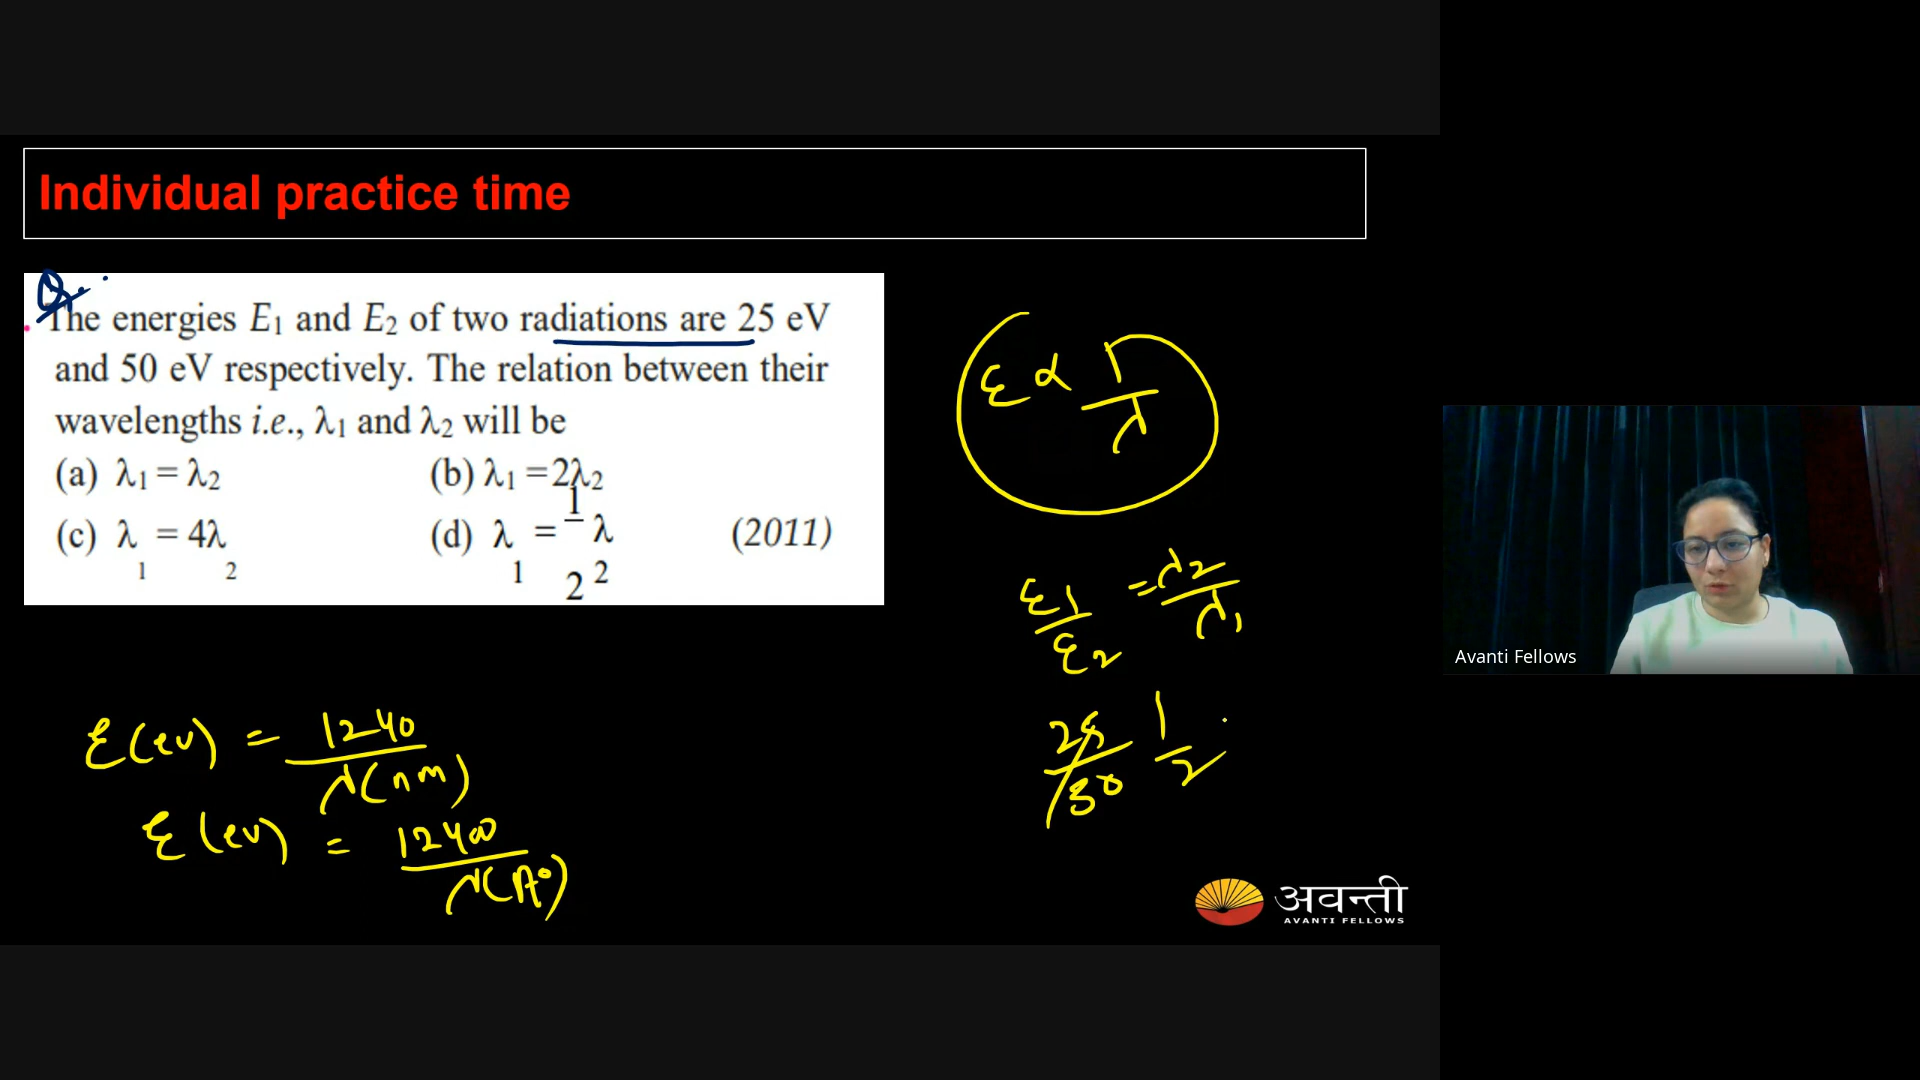 Individual practice time
Q.
The energies E1 and E2 of two radiations are 25 eV
and 50 eV respectively. The relation between their
wavelengths i.e., λ1 and λ2 will be
(a) λ1 = λ2 (b) λ1 = 2λ2
(c) λ1 = 4λ2 (d) λ1 = 1/2 λ2 (2011)
E ∝ 1/λ
E1/E2 = λ2/λ1
25/50 1/2
E(eV) = 1240/λ(nm)
E(eV) = 12400/λ(A°)
Avanti Fellows
अवन्ती
AVANTI FELLOWS